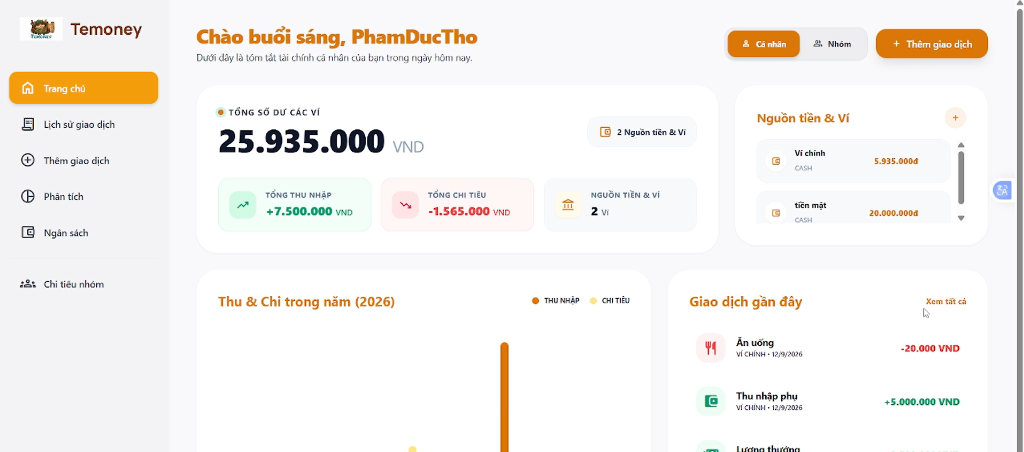 Temoney
Trang chủ
Lịch sử giao dịch
Thêm giao dịch
Phân tích
Ngân sách
Chi tiêu nhóm
Chào buổi sáng, PhamDucTho
Dưới đây là tóm tắt tài chính cá nhân của bạn trong ngày hôm nay.
Cá nhân
Nhóm
+ Thêm giao dịch
TỔNG SỐ DƯ CÁC VÍ
25.935.000 VND
2 Nguồn tiền & Ví
TỔNG THU NHẬP
+7.500.000 VND
TỔNG CHI TIÊU
-1.565.000 VND
NGUỒN TIỀN & VÍ
2 Ví
Nguồn tiền & Ví
+
Ví chính
CASH
5.935.000đ
tiền mặt
CASH
20.000.000đ
Thu & Chi trong năm (2026)
THU NHẬP
CHI TIÊU
Giao dịch gần đây
Xem tất cả
Ăn uống
VÍ CHÍNH • 12/9/2026
-20.000 VND
Thu nhập phụ
VÍ CHÍNH • 12/9/2026
+5.000.000 VND
Lương thưởng